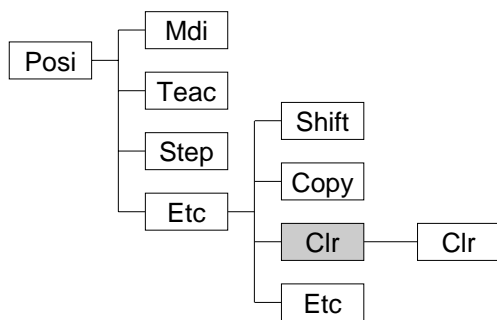 Mdi
Posi
Teac
Shift
Step
Copy
Etc
Clr
Clr
Etc